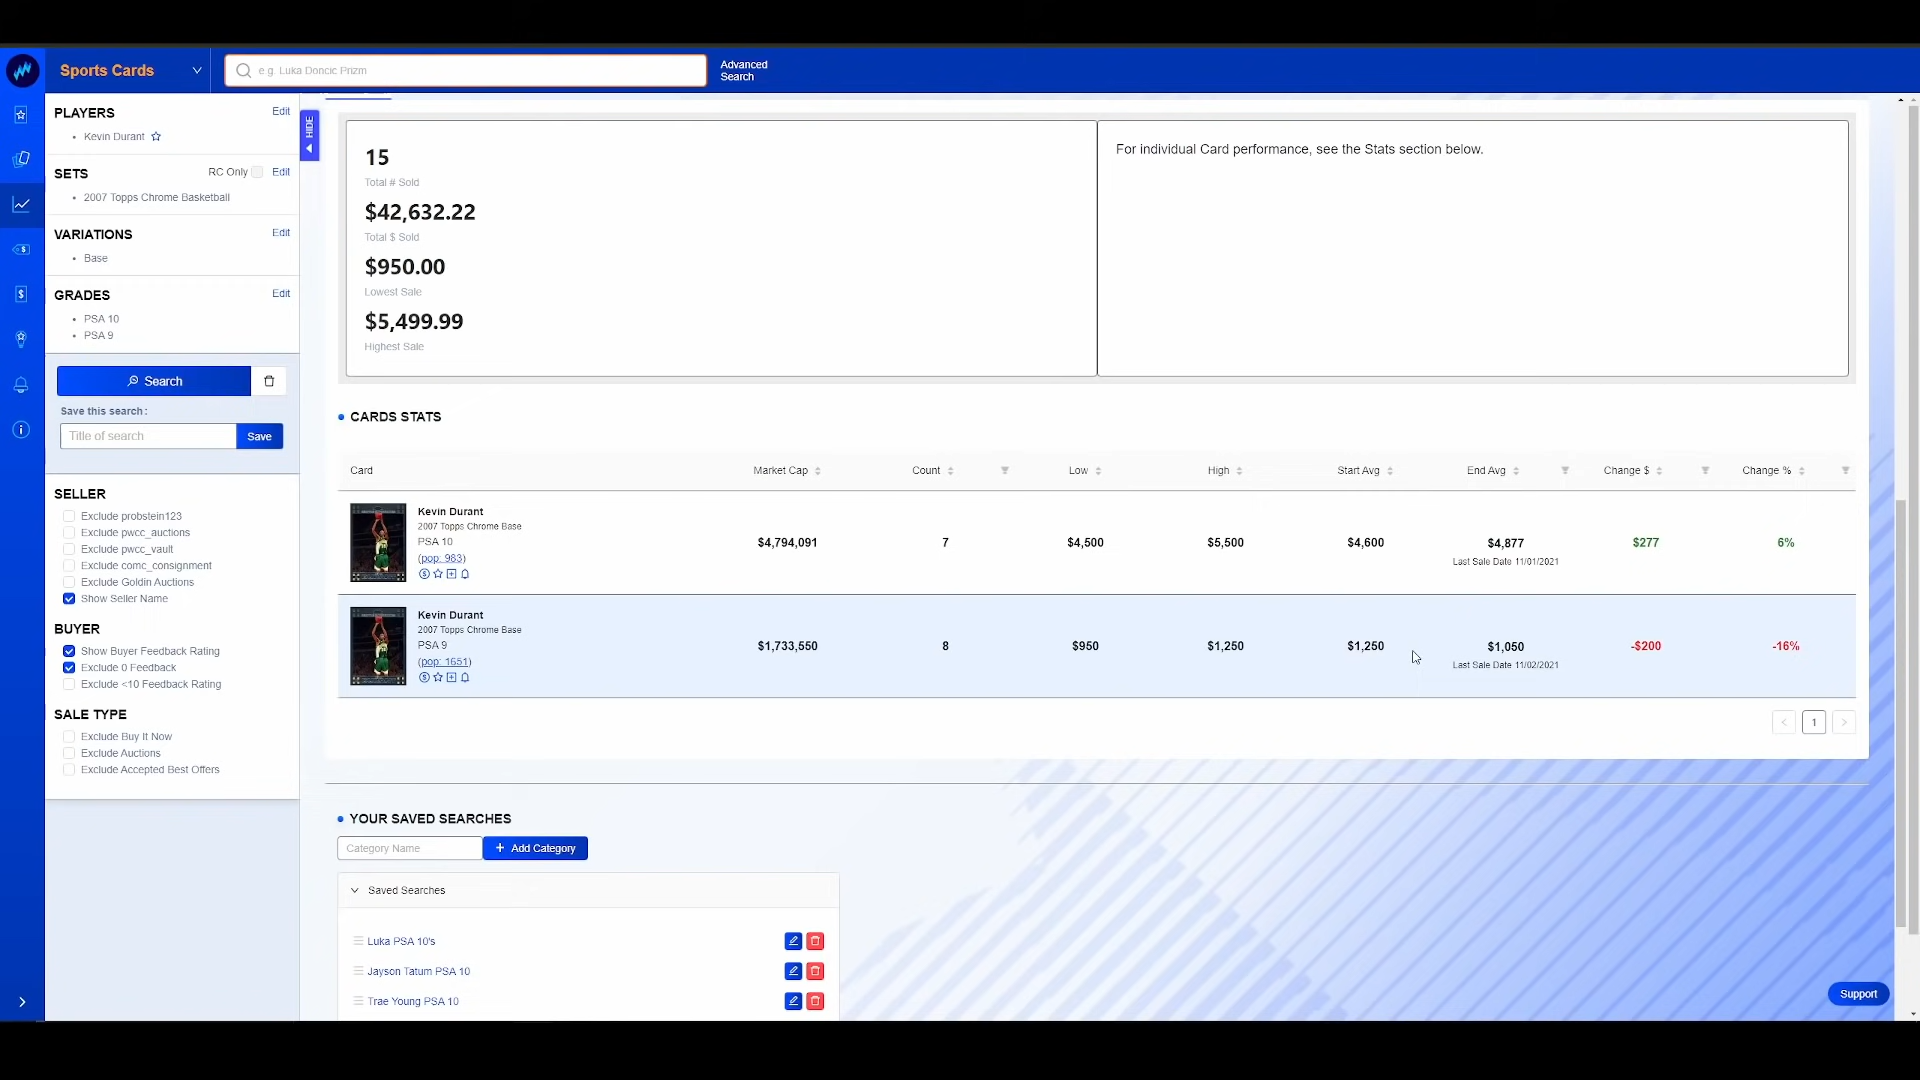 Sports Cards
e.g. Luka Doncic Prizm
Advanced
Search
PLAYERS
Edit
Kevin Durant
SETS
RC Only
Edit
2007 Topps Chrome Basketball
VARIATIONS
Edit
Base
GRADES
Edit
PSA 10
PSA 9
Search
Save this search:
Title of search
Save
SELLER
Exclude probstein123
Exclude pwcc_auctions
Exclude pwcc_vault
Exclude comc_consignment
Exclude Goldin Auctions
Show Seller Name
BUYER
Show Buyer Feedback Rating
Exclude 0 Feedback
Exclude <10 Feedback Rating
SALE TYPE
Exclude Buy It Now
Exclude Auctions
Exclude Accepted Best Offers
HIDE
15
Total # Sold
$42,632.22
Total $ Sold
$950.00
Lowest Sale
$5,499.99
Highest Sale
For individual Card performance, see the Stats section below.
CARDS STATS
Card Market Cap Count Low High Start Avg End Avg Change $ Change %
Kevin Durant
2007 Topps Chrome Base
PSA 10
(pop: 983)
$4,794,091 7 $4,500 $5,500 $4,600 $4,877 $277 6%
Last Sale Date 11/01/2021
Kevin Durant
2007 Topps Chrome Base
PSA 9
(pop: 1651)
$1,733,550 8 $950 $1,250 $1,250 $1,050 -$200 -16%
Last Sale Date 11/02/2021
1
YOUR SAVED SEARCHES
Category Name
+ Add Category
Saved Searches
Luka PSA 10's
Jayson Tatum PSA 10
Trae Young PSA 10
Support